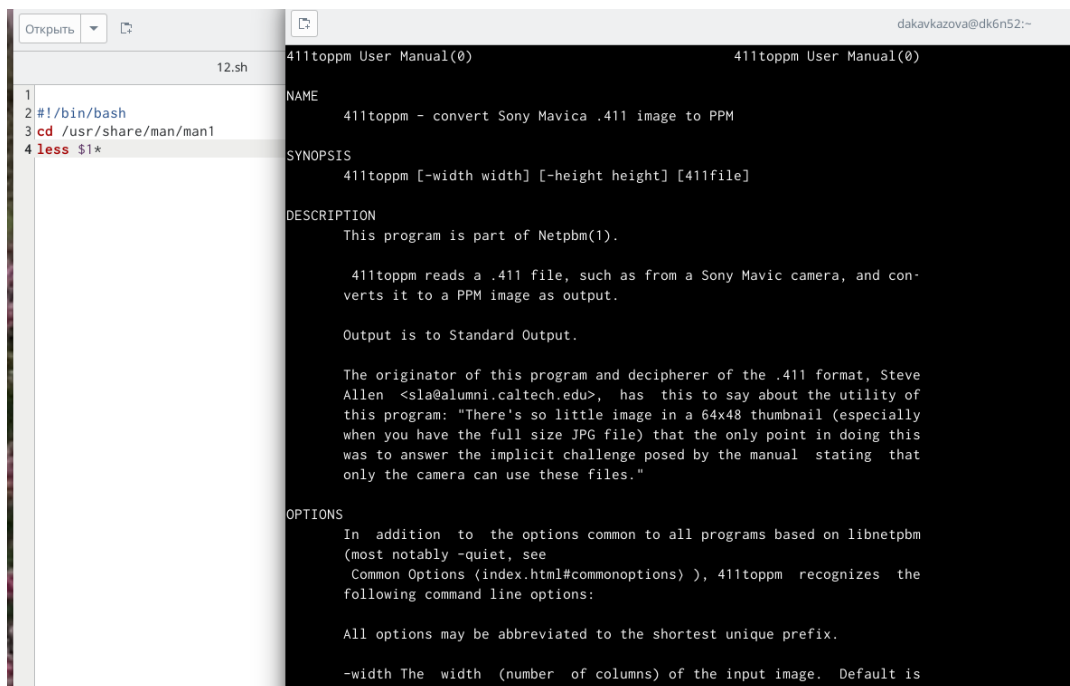 Открыть
12.sh
1
2 #!/bin/bash
3 cd /usr/share/man/man1
4 less $1*
dakavkazova@dk6n52:~
411toppm User Manual(0) 411toppm User Manual(0)
NAME
411toppm - convert Sony Mavica .411 image to PPM
SYNOPSIS
411toppm [-width width] [-height height] [411file]
DESCRIPTION
This program is part of Netpbm(1).
411toppm reads a .411 file, such as from a Sony Mavic camera, and con-
verts it to a PPM image as output.
Output is to Standard Output.
The originator of this program and decipherer of the .411 format, Steve
Allen <sla@alumni.caltech.edu>, has this to say about the utility of
this program: "There's so little image in a 64x48 thumbnail (especially
when you have the full size JPG file) that the only point in doing this
was to answer the implicit challenge posed by the manual stating that
only the camera can use these files."
OPTIONS
In addition to the options common to all programs based on libnetpbm
(most notably -quiet, see
Common Options ⟨index.html#commonoptions⟩ ), 411toppm recognizes the
following command line options:
All options may be abbreviated to the shortest unique prefix.
-width The width (number of columns) of the input image. Default is